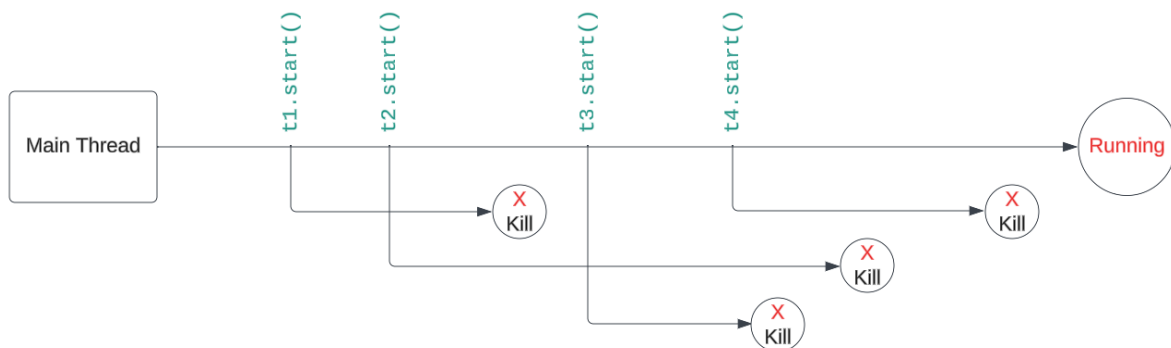 t1.start()
t2.start()
t3.start()
t4.start()
Main Thread
Running
X
Kill
X
Kill
X
Kill
X
Kill